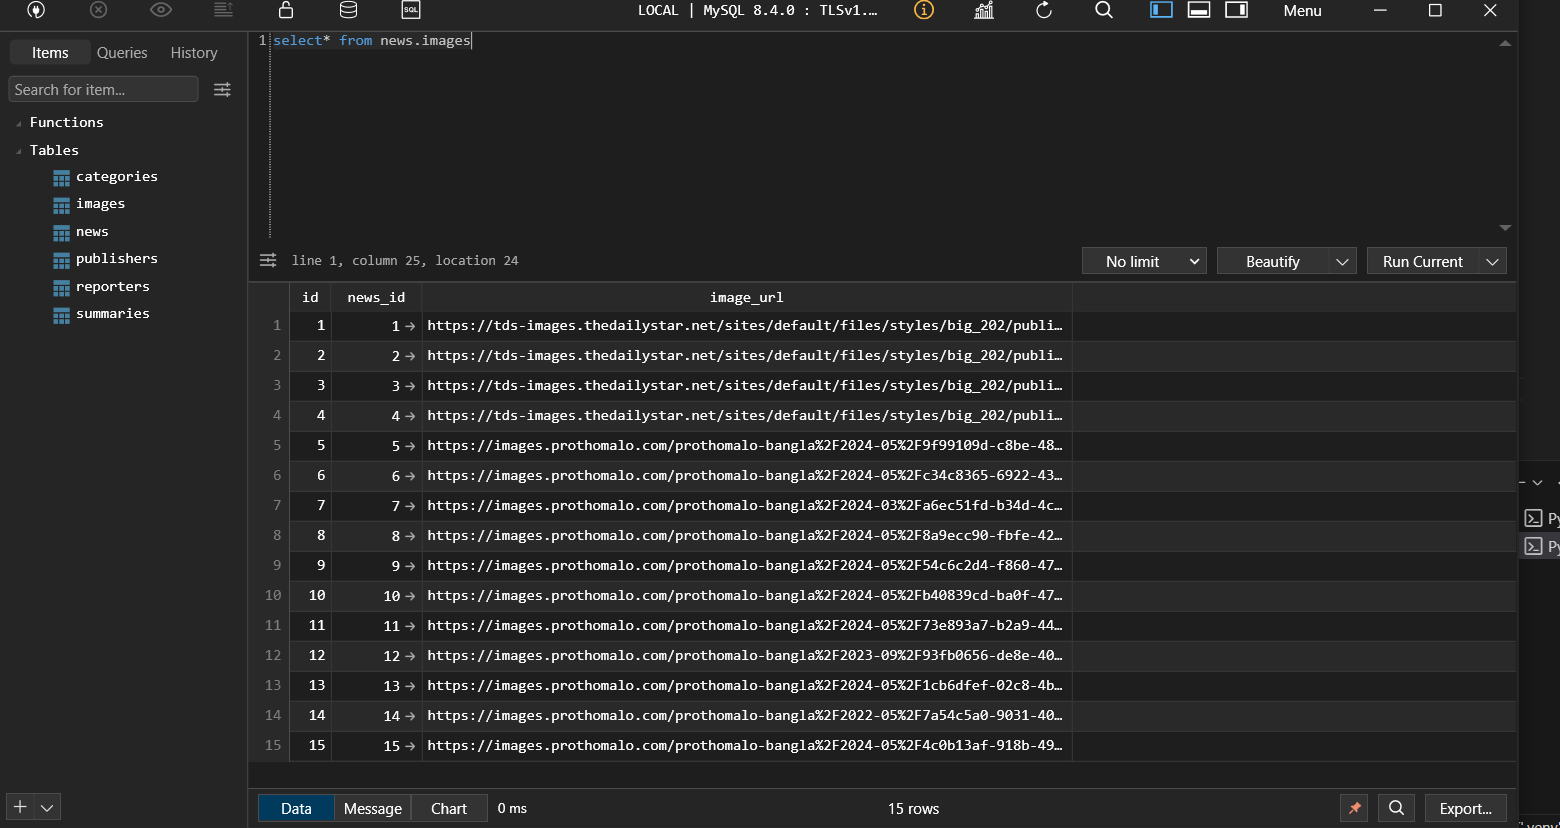 SQL
LOCAL | MySQL 8.4.0 : TLSv1....
Menu
Items
Queries
History
Search for item...
Functions
Tables
categories
images
news
publishers
reporters
summaries
1 select* from news.images
line 1, column 25, location 24
No limit
Beautify
Run Current
id news_id image_url
1 1 1 → https://tds-images.thedailystar.net/sites/default/files/styles/big_202/publi…
2 2 2 → https://tds-images.thedailystar.net/sites/default/files/styles/big_202/publi…
3 3 3 → https://tds-images.thedailystar.net/sites/default/files/styles/big_202/publi…
4 4 4 → https://tds-images.thedailystar.net/sites/default/files/styles/big_202/publi…
5 5 5 → https://images.prothomalo.com/prothomalo-bangla%2F2024-05%2F9f99109d-c8be-48…
6 6 6 → https://images.prothomalo.com/prothomalo-bangla%2F2024-05%2Fc34c8365-6922-43…
7 7 7 → https://images.prothomalo.com/prothomalo-bangla%2F2024-03%2Fa6ec51fd-b34d-4c…
8 8 8 → https://images.prothomalo.com/prothomalo-bangla%2F2024-05%2F8a9ecc90-fbfe-42…
9 9 9 → https://images.prothomalo.com/prothomalo-bangla%2F2024-05%2F54c6c2d4-f860-47…
10 10 10 → https://images.prothomalo.com/prothomalo-bangla%2F2024-05%2Fb40839cd-ba0f-47…
11 11 11 → https://images.prothomalo.com/prothomalo-bangla%2F2024-05%2F73e893a7-b2a9-44…
12 12 12 → https://images.prothomalo.com/prothomalo-bangla%2F2023-09%2F93fb0656-de8e-40…
13 13 13 → https://images.prothomalo.com/prothomalo-bangla%2F2024-05%2F1cb6dfef-02c8-4b…
14 14 14 → https://images.prothomalo.com/prothomalo-bangla%2F2022-05%2F7a54c5a0-9031-40…
15 15 15 → https://images.prothomalo.com/prothomalo-bangla%2F2024-05%2F4c0b13af-918b-49…
Data
Message
Chart
0 ms
15 rows
Export...
Py
Py